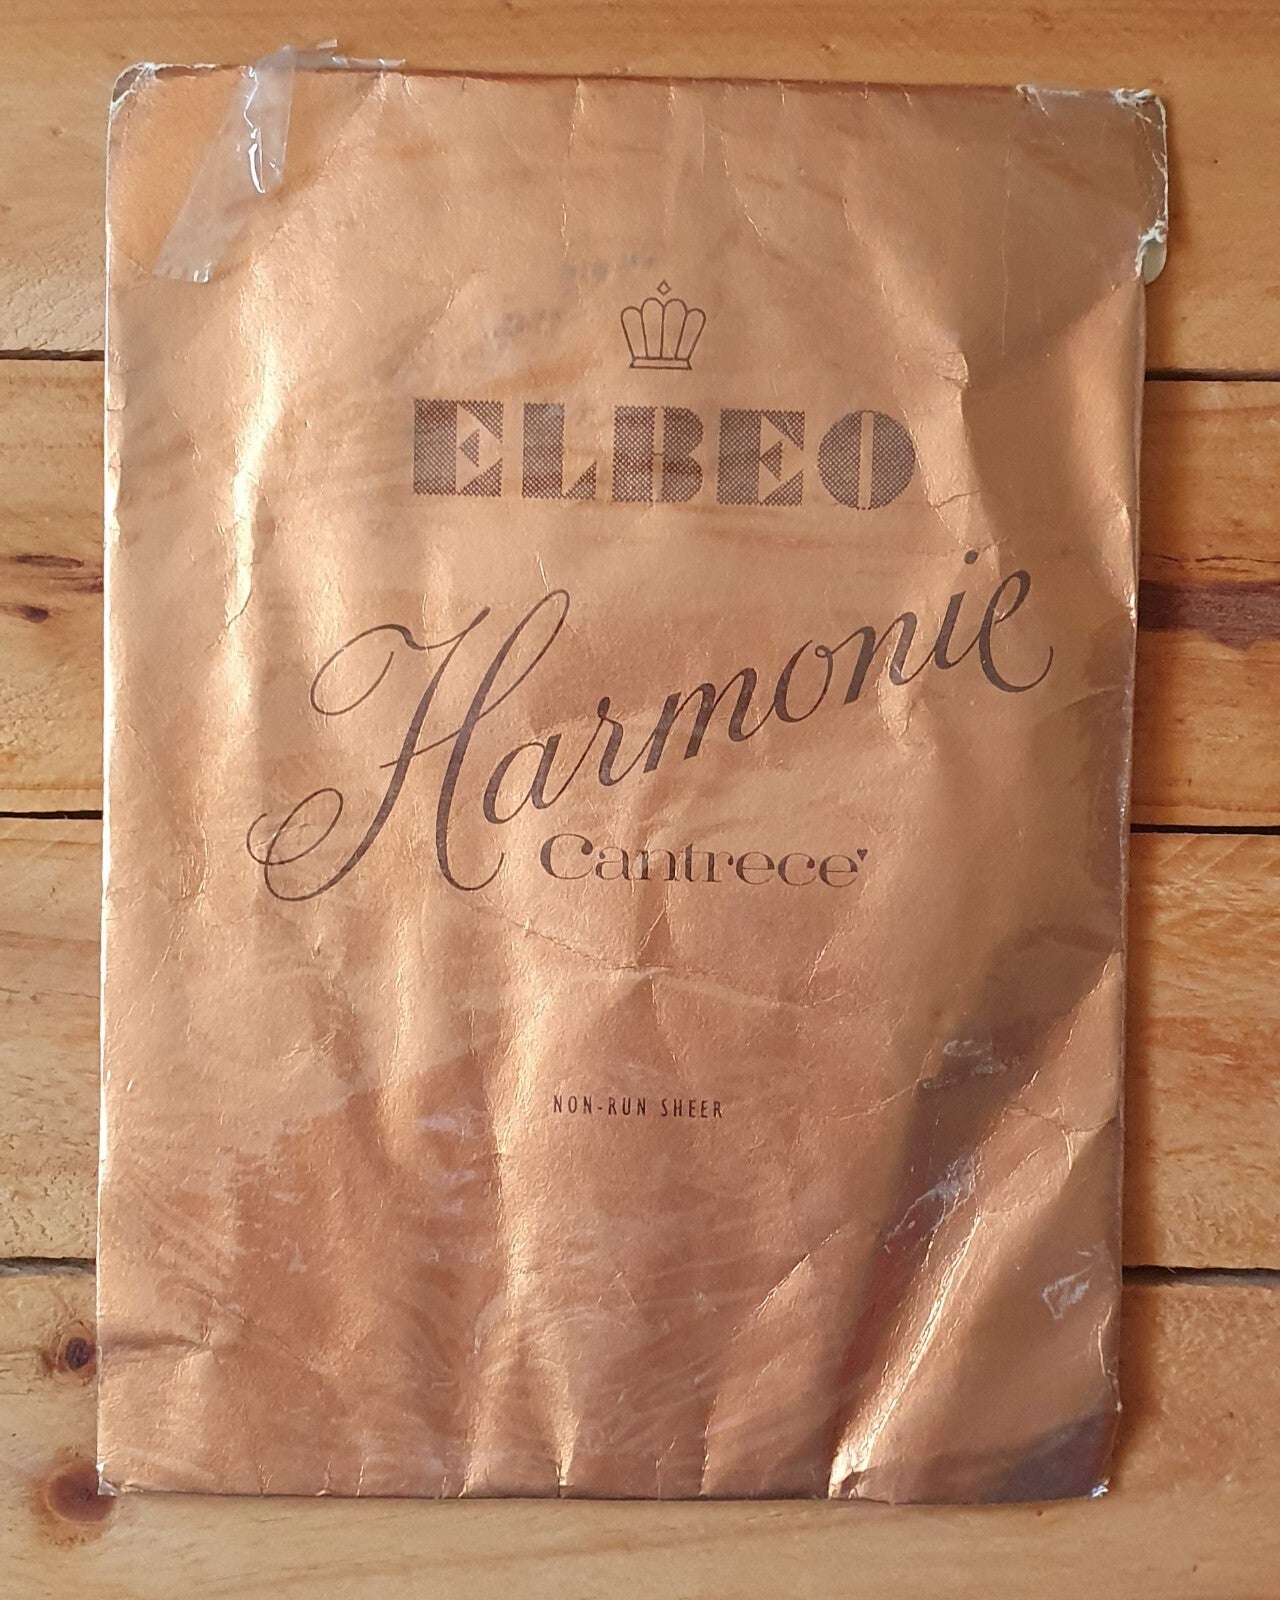 ELBEO
Harmonie
Cantrece
NON-RUN SHEER